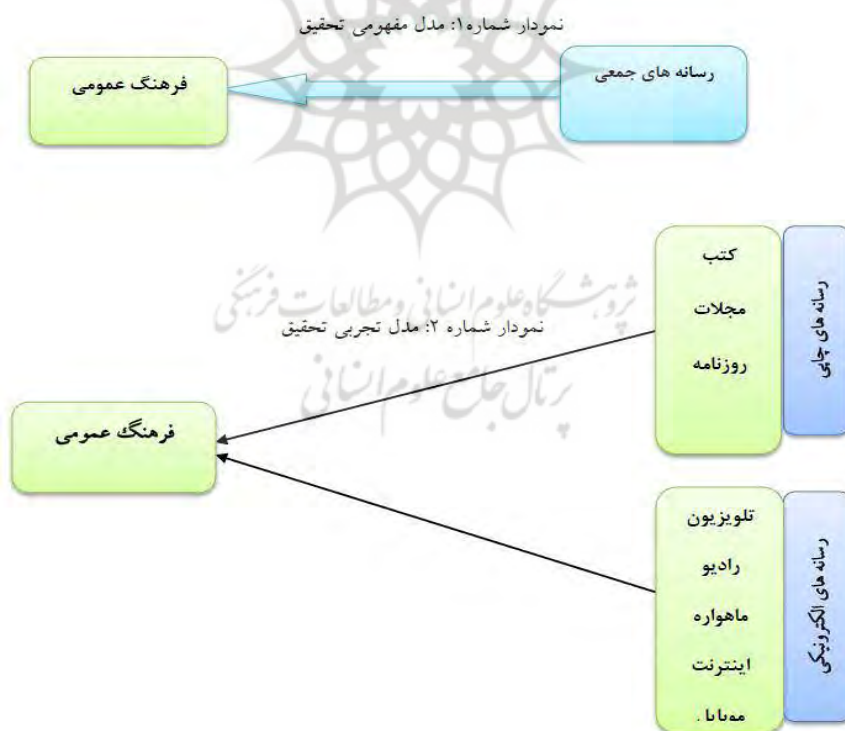 نمودار شماره۱: مدل مفهومی تحقیق
رسانه های جمعی
فرهنگ عمومی
کتب
مجلات
روزنامه
رسانه های چاپی
پژوهشگاه علوم انسانی و مطالعات فرهنگی
نمودار شماره ۲: مدل تجربی تحقیق
پرتال جامع علوم انسانی
فرهنگ عمومی
تلویزیون
رادیو
ماهواره
اینترنت
موبایل
رسانه های الکترونیکی